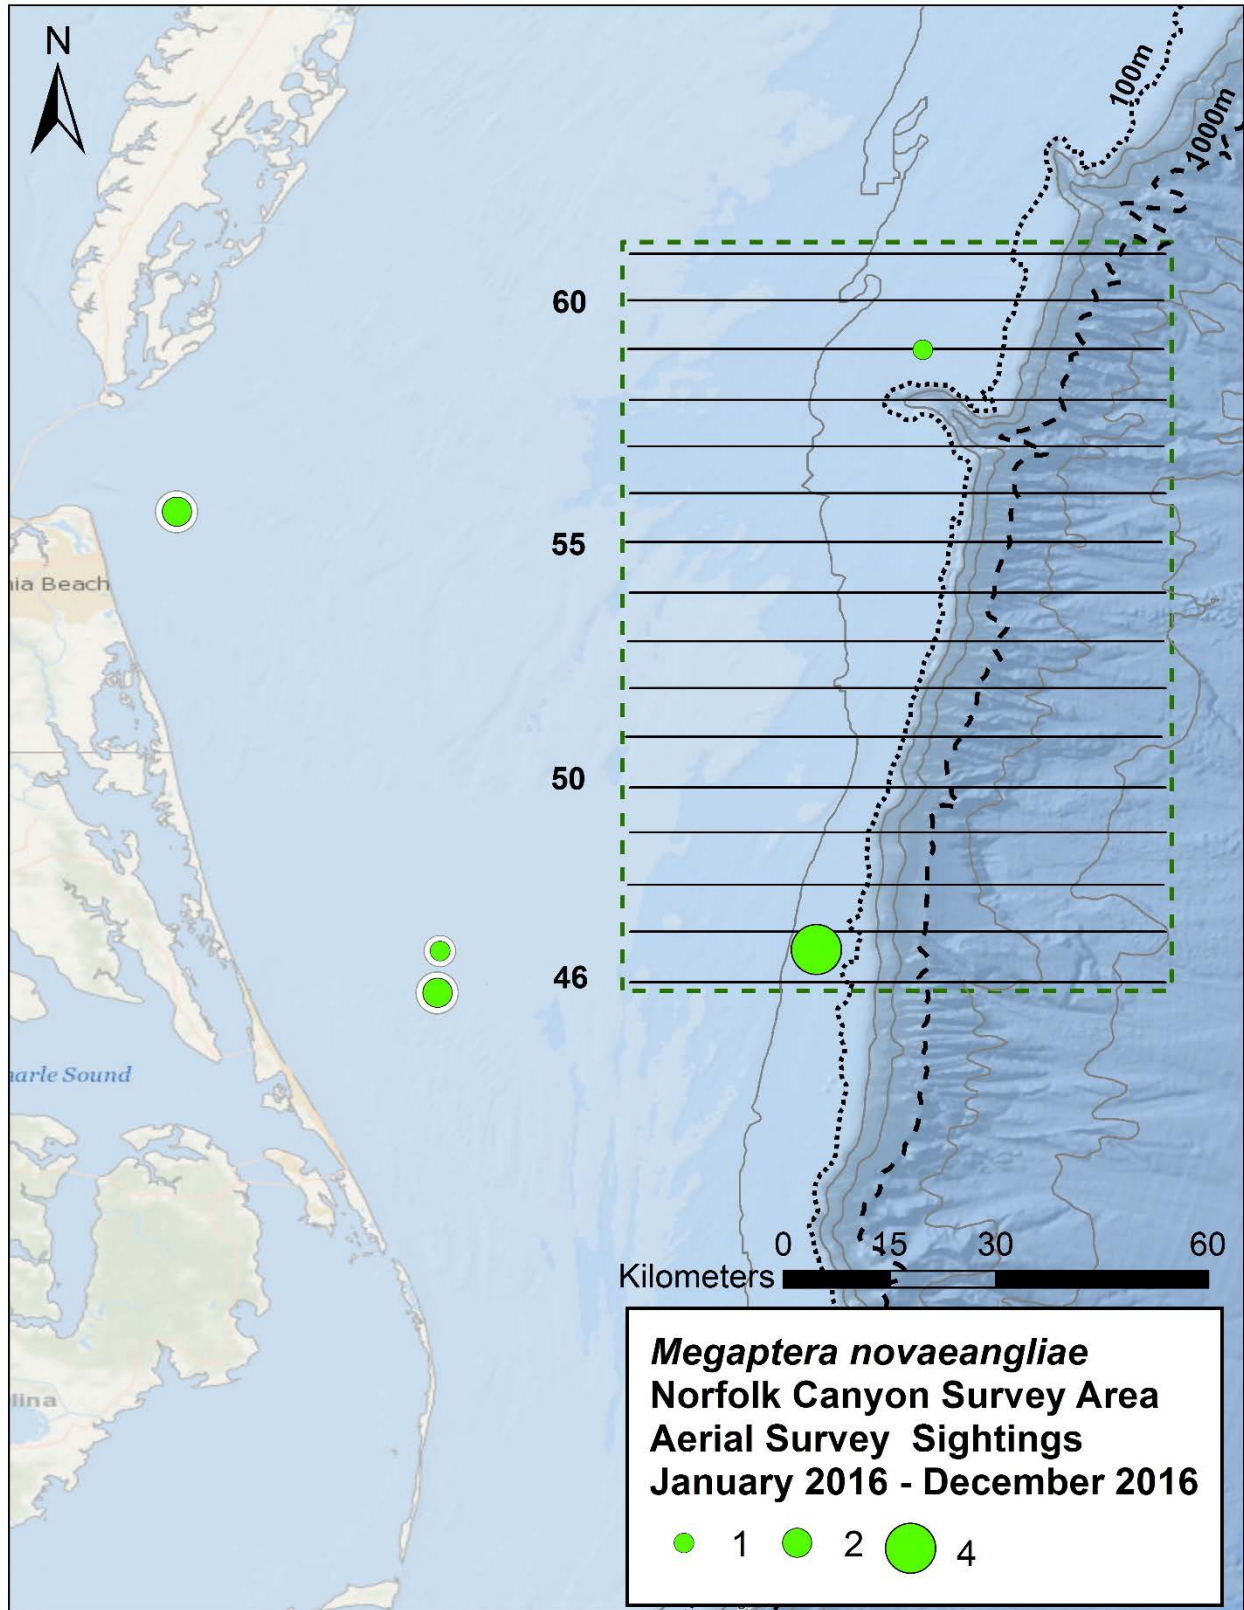 N
100m
1000m
60
55
nia Beach
50
46
arle Sound
0 15 30 60
Kilometers
lina
Megaptera novaeangliae
Norfolk Canyon Survey Area
Aerial Survey Sightings
January 2016 - December 2016
1 2 4